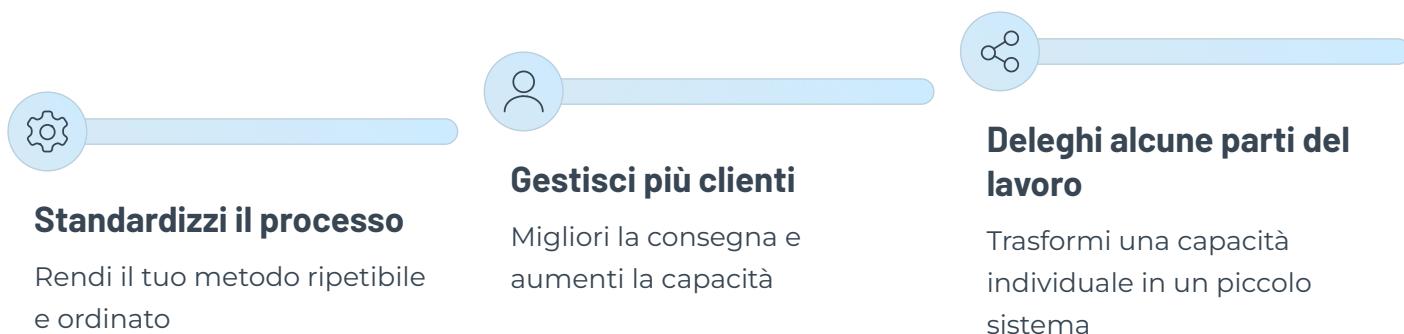 Standardizzi il processo
Rendi il tuo metodo ripetibile
e ordinato
Gestisci più clienti
Migliori la consegna e
aumenti la capacità
Deleghi alcune parti del
lavoro
Trasformi una capacità
individuale in un piccolo
sistema